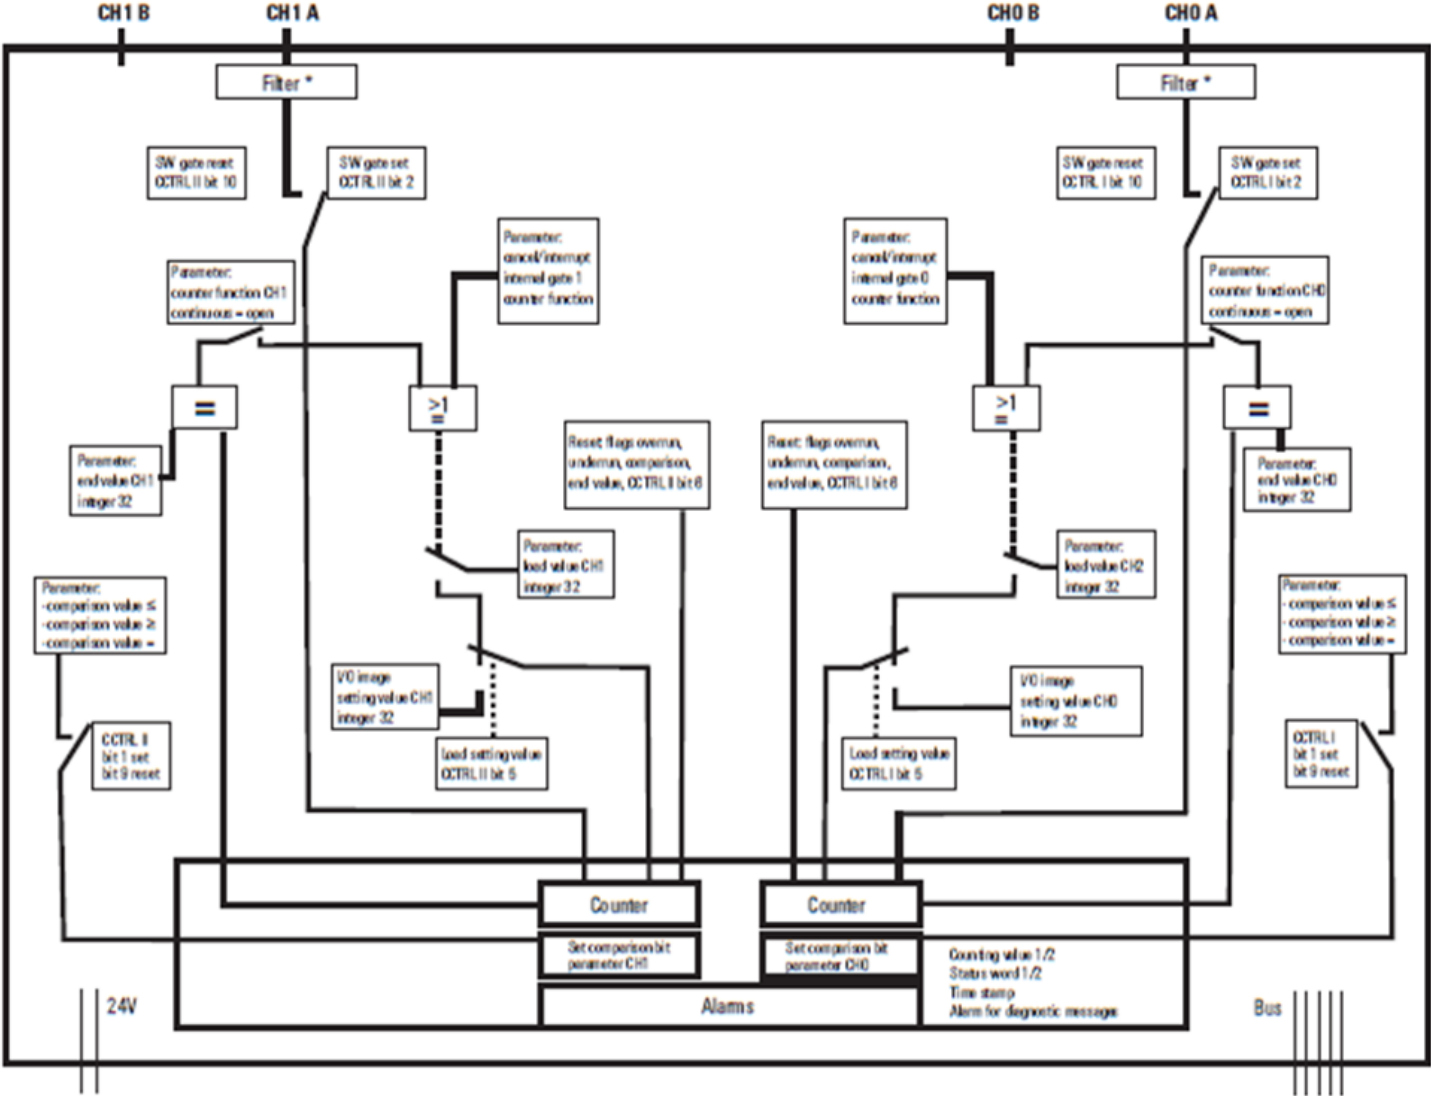 CH1 B
CH1 A
CH0 B
CH0 A
Filter *
Filter *
SW gate reset
CCTRL II bit 10
SW gate set
CCTRL II bit 2
SW gate reset
CCTRL I bit 10
SW gate set
CCTRL I bit 2
Parameter:
cancel/interrupt
internal gate 1
counter function
Parameter:
cancel/interrupt
internal gate 0
counter function
Parameter:
counter function CH1
continuous = open
Parameter:
counter function CH0
continuous = open
=
≥1
≥1
=
Parameter:
end value CH1
integer 32
Reset: flags overrun,
underrun, comparison,
end value, CCTRL II bit 6
Reset: flags overrun,
underrun, comparison,
end value, CCTRL I bit 6
Parameter:
end value CH0
integer 32
Parameter:
load value CH1
integer 32
Parameter:
load value CH2
integer 32
Parameter:
-comparison value ≤
-comparison value ≥
-comparison value =
Parameter:
- comparison value ≤
- comparison value ≥
- comparison value =
I/O image
setting value CH1
integer 32
I/O image
setting value CH0
integer 32
CCTRL II
bit 1 set
bit 9 reset
Load setting value
CCTRL II bit 5
Load setting value
CCTRL I bit 5
CCTRL I
bit 1 set
bit 9 reset
Counter
Counter
Set comparison bit
parameter CH1
Set comparison bit
parameter CH0
Counting value 1/2
Status word 1/2
Time stamp
Alarm for diagnostic messages
Alarms
24V
Bus